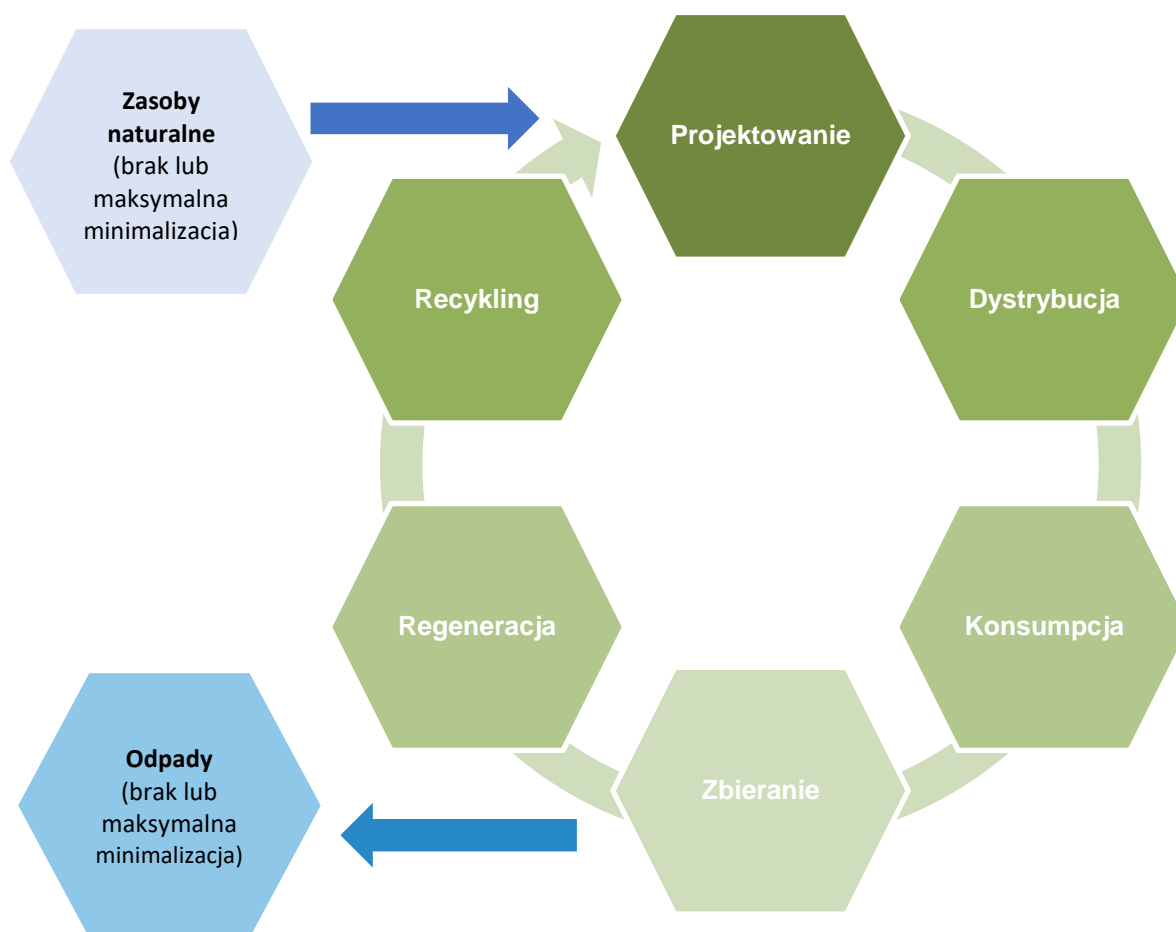 Zasoby
naturalne
(brak lub
maksymalna
minimalizacja)
Projektowanie
Dystrybucja
Konsumpcja
Zbieranie
Regeneracja
Recykling
Odpady
(brak lub
maksymalna
minimalizacja)